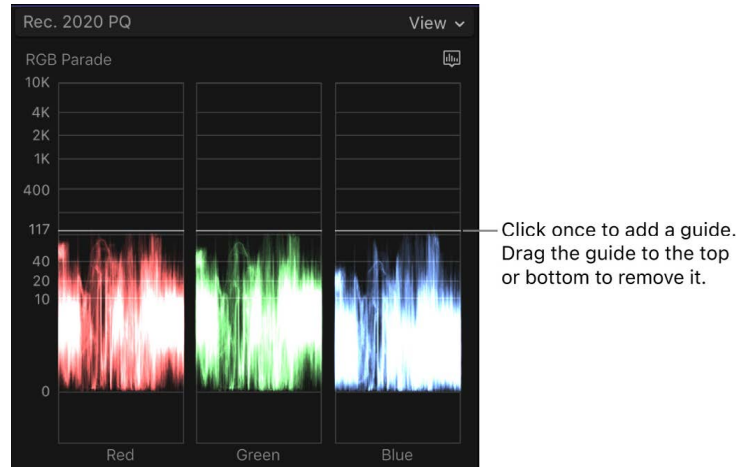 Rec. 2020 PQ View
RGB Parade
10K
4K
2K
1K
400
117
40
20
10
0
Red Green Blue
Click once to add a guide.
Drag the guide to the top
or bottom to remove it.